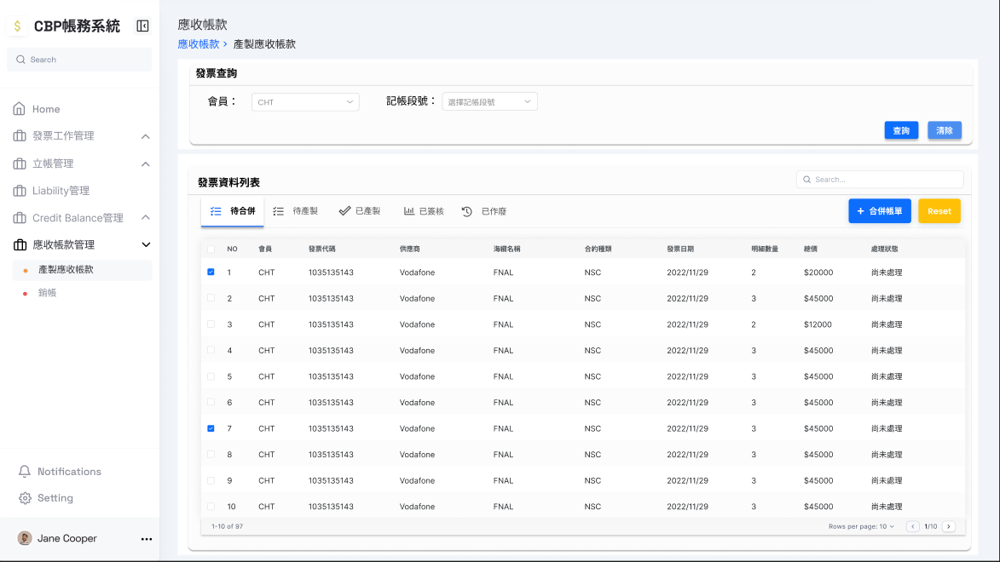 $ CBP帳務系統
Search
Home
發票工作管理
立帳管理
Liability管理
Credit Balance管理
應收帳款管理
產製應收帳款
銷帳
Notifications
Setting
Jane Cooper
應收帳款
應收帳款 > 產製應收帳款
發票查詢
會員： CHT 記帳段號： 選擇記帳段號
查詢 清除
發票資料列表
Search...
待合併 待產製 已產製 已簽核 已作廢
+ 合併帳單 Reset
NO 會員 發票代碼 供應商 海纜名稱 合約種類 發票日期 明細數量 總價 處理狀態
1 CHT 1035135143 Vodafone FNAL NSC 2022/11/29 2 $20000 尚未處理
2 CHT 1035135143 Vodafone FNAL NSC 2022/11/29 3 $45000 尚未處理
3 CHT 1035135143 Vodafone FNAL NSC 2022/11/29 2 $12000 尚未處理
4 CHT 1035135143 Vodafone FNAL NSC 2022/11/29 3 $45000 尚未處理
5 CHT 1035135143 Vodafone FNAL NSC 2022/11/29 3 $45000 尚未處理
6 CHT 1035135143 Vodafone FNAL NSC 2022/11/29 3 $45000 尚未處理
7 CHT 1035135143 Vodafone FNAL NSC 2022/11/29 3 $45000 尚未處理
8 CHT 1035135143 Vodafone FNAL NSC 2022/11/29 3 $45000 尚未處理
9 CHT 1035135143 Vodafone FNAL NSC 2022/11/29 3 $45000 尚未處理
10 CHT 1035135143 Vodafone FNAL NSC 2022/11/29 3 $45000 尚未處理
1-10 of 97 Rows per page: 10 < 1/10 >